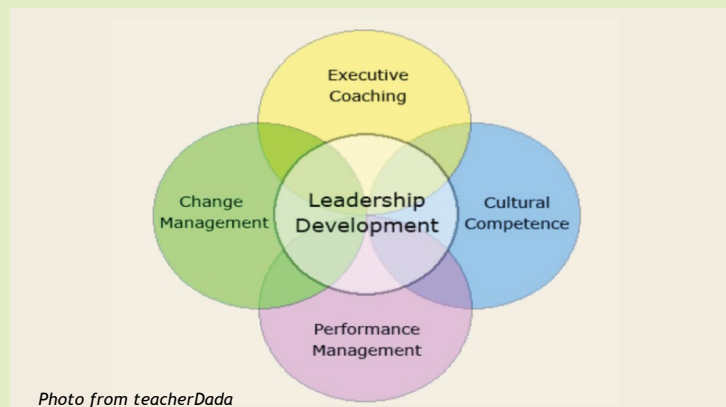 Executive
Coaching
Change
Management
Leadership
Development
Cultural
Competence
Performance
Management
Photo from teacherDada